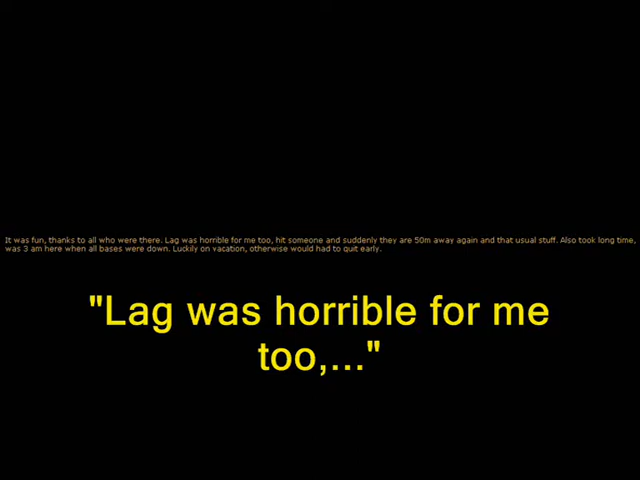 It was fun, thanks to all who were there. Lag was horrible for me too, hit someone and suddenly they are 50m away again and that usual stuff. Also took long time,
was 3 am here when all bases were down. Luckily on vacation, otherwise would had to quit early.
"Lag was horrible for me
too,..."